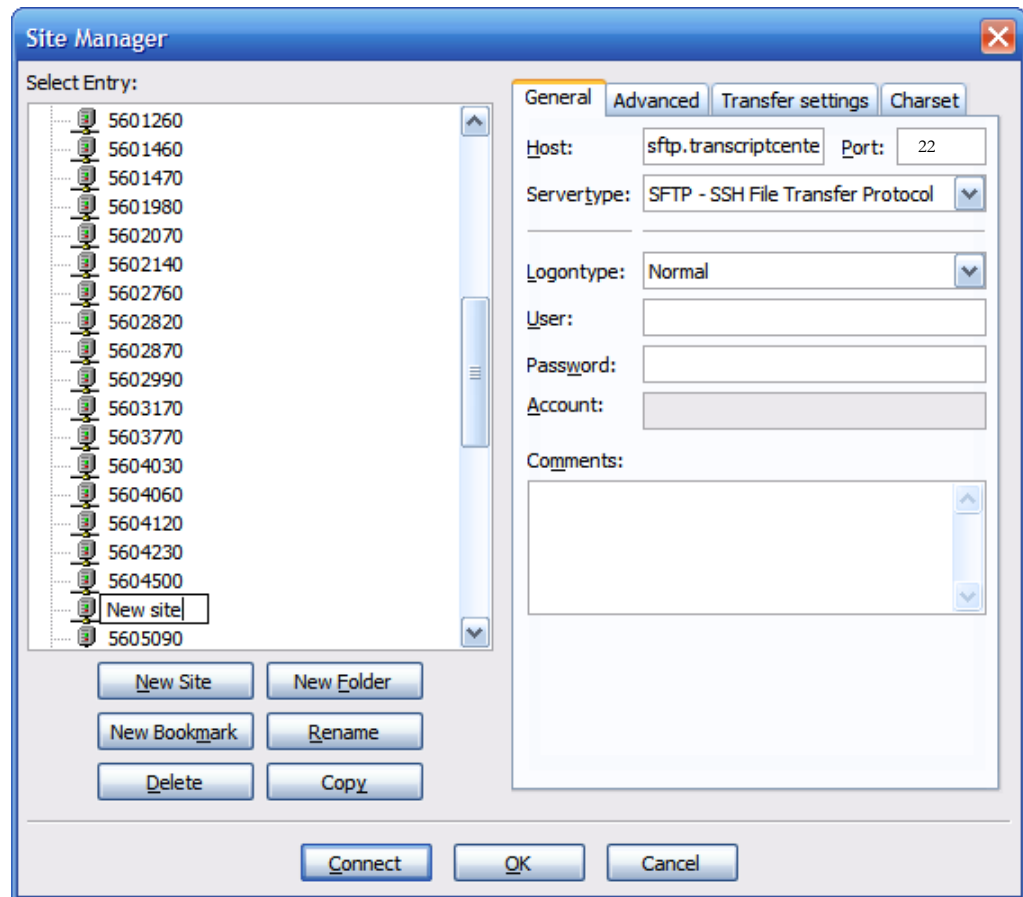 Site Manager
Select Entry:
5601260
5601460
5601470
5601980
5602070
5602140
5602760
5602820
5602870
5602990
5603170
5603770
5604030
5604060
5604120
5604230
5604500
New site
5605090
New Site
New Folder
New Bookmark
Rename
Delete
Copy
General
Advanced
Transfer settings
Charset
Host: sftp.transcriptcente Port: 22
Servertype: SFTP - SSH File Transfer Protocol
Logontype: Normal
User:
Password:
Account:
Comments:
Connect
OK
Cancel